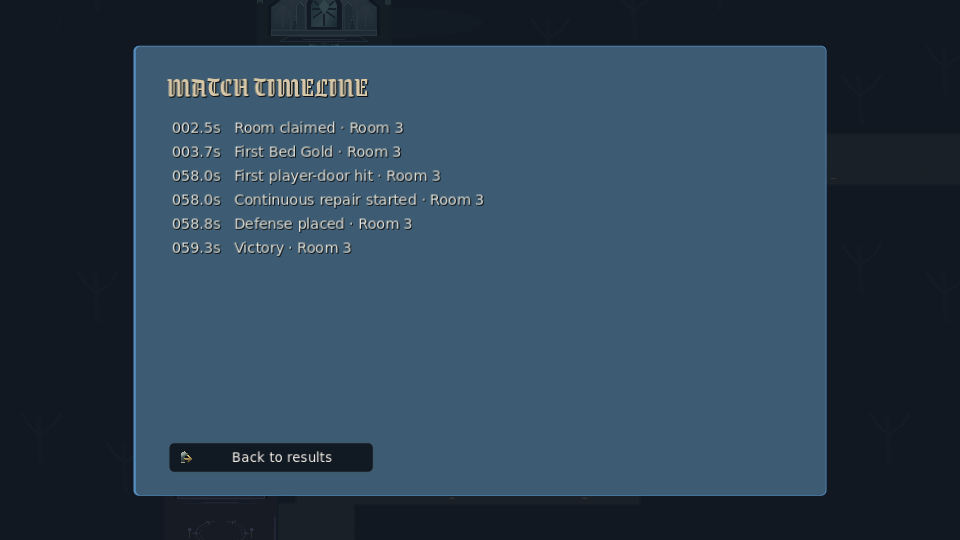 MATCH TIMELINE
002.5s Room claimed · Room 3
003.7s First Bed Gold · Room 3
058.0s First player-door hit · Room 3
058.0s Continuous repair started · Room 3
058.8s Defense placed · Room 3
059.3s Victory · Room 3
Back to results